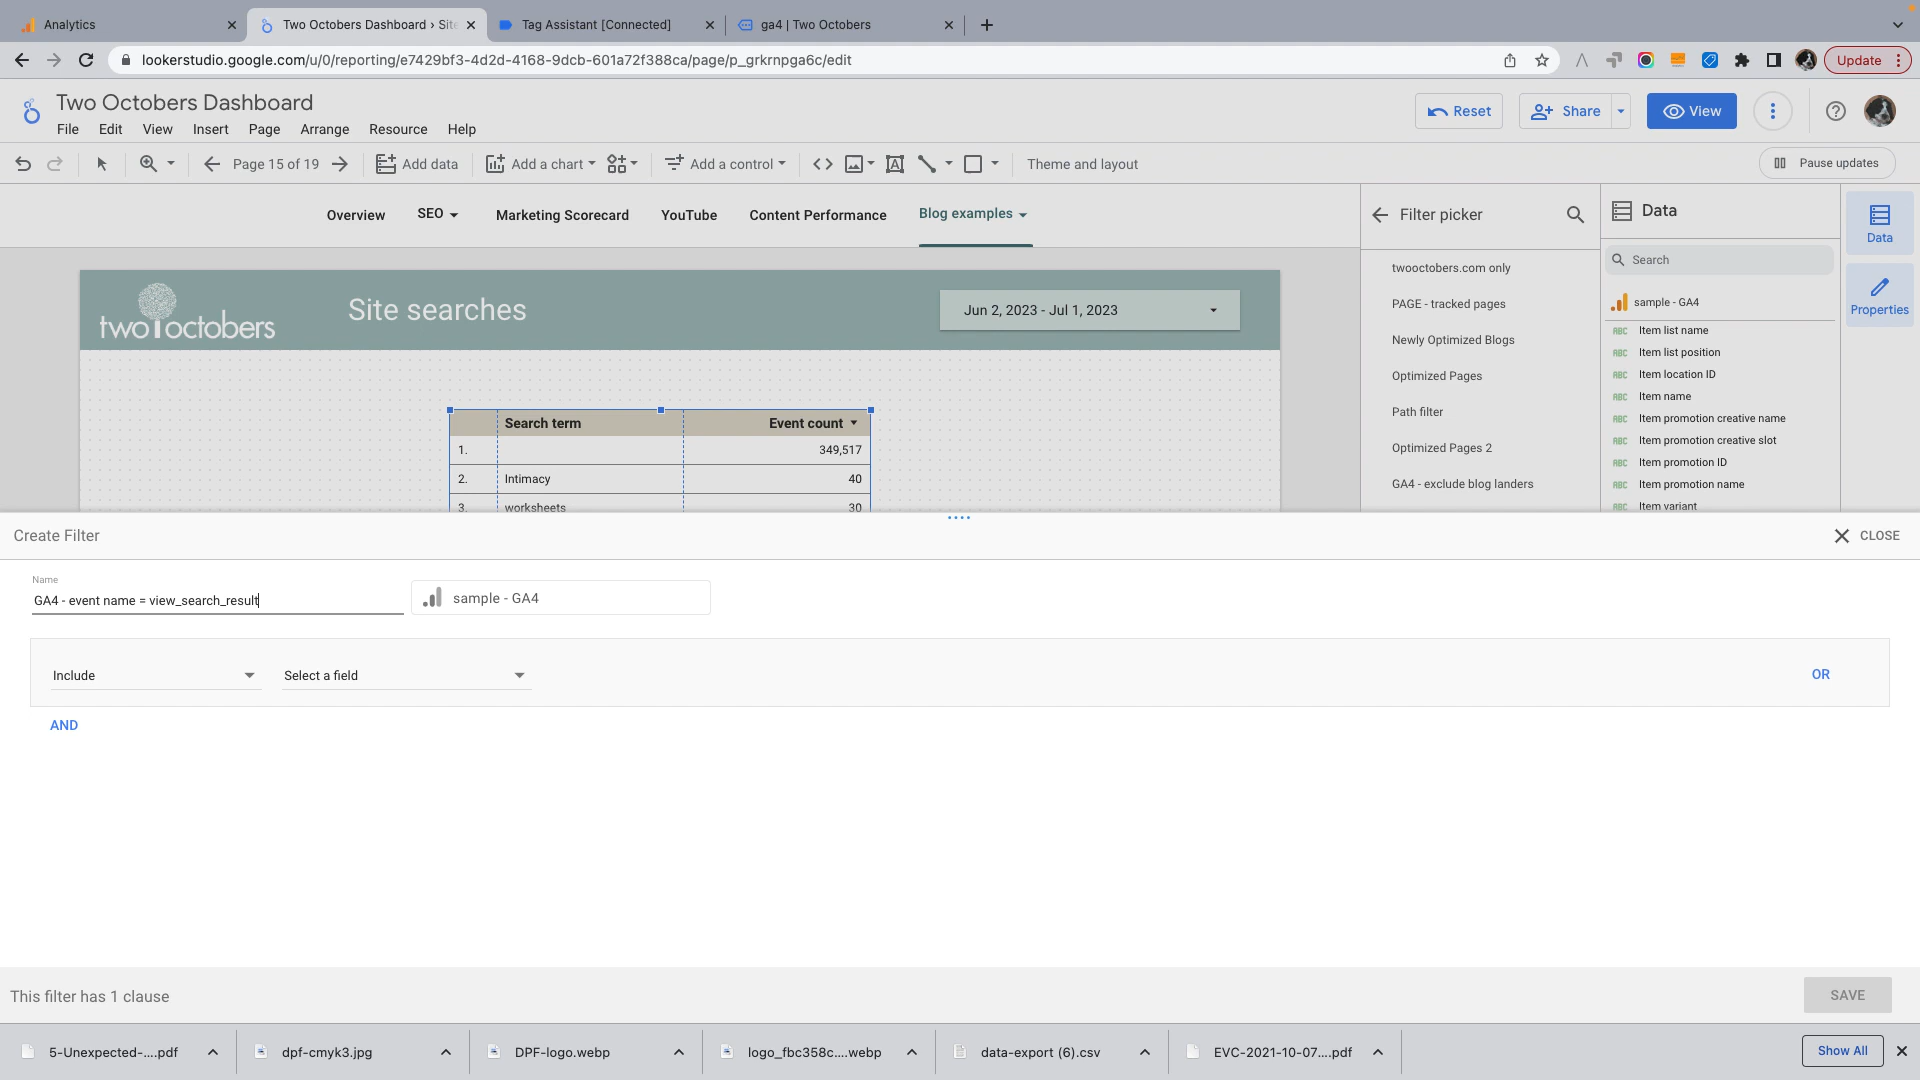 Analytics
Two Octobers Dashboard › Site
Tag Assistant [Connected]
ga4 | Two Octobers
lookerstudio.google.com/u/0/reporting/e7429bf3-4d2d-4168-9dcb-601a72f388ca/page/p_grkrnpga6c/edit
Update
Two Octobers Dashboard
File Edit View Insert Page Arrange Resource Help
Reset
Share
View
Page 15 of 19
Add data
Add a chart
Add a control
Theme and layout
Pause updates
Overview
SEO
Marketing Scorecard
YouTube
Content Performance
Blog examples
Filter picker
Data
Data
Properties
Search
sample - GA4
twooctobers.com only
PAGE - tracked pages
Newly Optimized Blogs
Optimized Pages
Path filter
Optimized Pages 2
GA4 - exclude blog landers
ABC Item list name
ABC Item list position
ABC Item location ID
ABC Item name
ABC Item promotion creative name
ABC Item promotion creative slot
ABC Item promotion ID
ABC Item promotion name
ABC Item variant
two octobers
Site searches
Jun 2, 2023 - Jul 1, 2023
Search term Event count
1. 349,517
2. Intimacy 40
3. worksheets 30
Create Filter
CLOSE
Name
GA4 - event name = view_search_result
sample - GA4
Include
Select a field
OR
AND
This filter has 1 clause
SAVE
5-Unexpected-....pdf
dpf-cmyk3.jpg
DPF-logo.webp
logo_fbc358c....webp
data-export (6).csv
EVC-2021-10-07....pdf
Show All